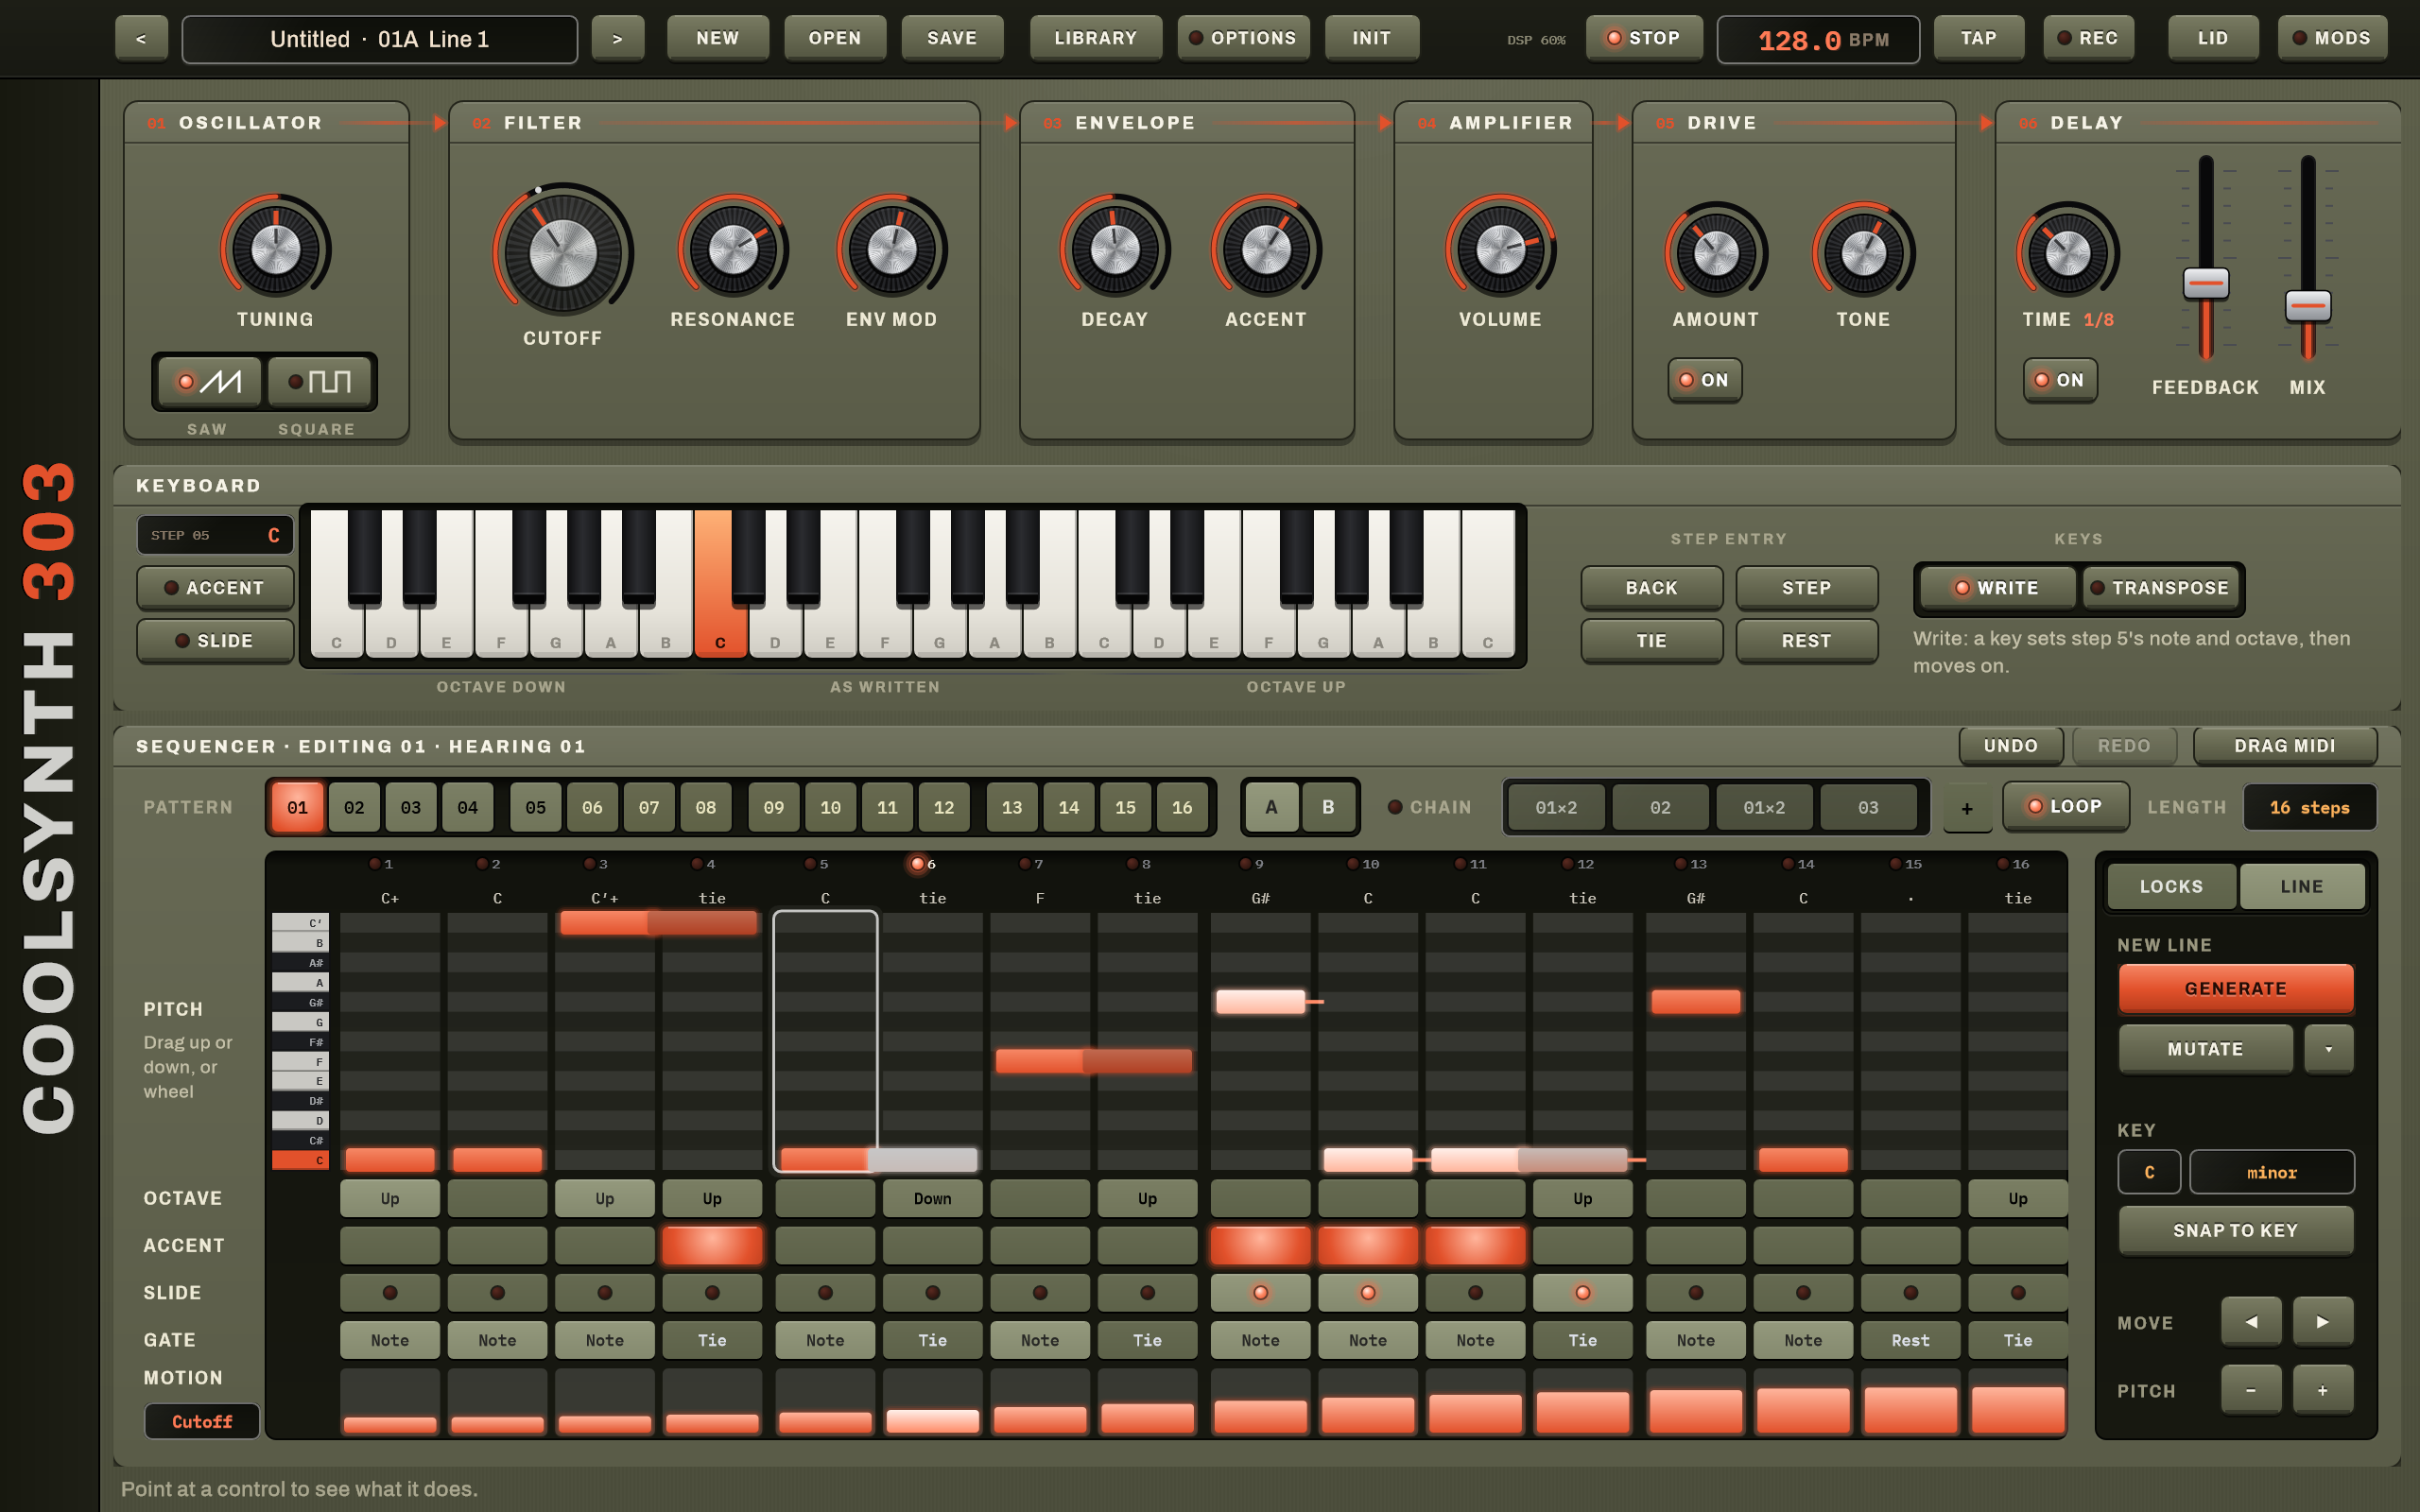 < Untitled · 01A Line 1 > NEW OPEN SAVE LIBRARY OPTIONS INIT DSP 60% STOP 128.0 BPM TAP REC LID MODS
COOLSYNTH 303
01 OSCILLATOR 02 FILTER 03 ENVELOPE 04 AMPLIFIER 05 DRIVE 06 DELAY
TUNING CUTOFF RESONANCE ENV MOD DECAY ACCENT VOLUME AMOUNT TONE TIME 1/8
ON ON FEEDBACK MIX
SAW SQUARE
KEYBOARD
STEP 05 C
ACCENT
SLIDE
C D E F G A B C D E F G A B C D E F G A B C
OCTAVE DOWN AS WRITTEN OCTAVE UP
STEP ENTRY KEYS
BACK STEP WRITE TRANSPOSE
TIE REST
Write: a key sets step 5's note and octave, then
moves on.
SEQUENCER · EDITING 01 · HEARING 01 UNDO REDO DRAG MIDI
PATTERN 01 02 03 04 05 06 07 08 09 10 11 12 13 14 15 16 A B CHAIN 01×2 02 01×2 03 + LOOP LENGTH 16 steps
1 2 3 4 5 6 7 8 9 10 11 12 13 14 15 16
C+ C C'+ tie C tie F tie G# C C tie G# C · tie
C'
B
A#
A
G#
G
F#
F
E
D#
D
C#
C
PITCH
Drag up or
down, or
wheel
OCTAVE Up Up Up Down Up Up Up
ACCENT
SLIDE
GATE Note Note Note Tie Note Tie Note Tie Note Note Note Tie Note Note Rest Tie
MOTION
Cutoff
LOCKS LINE
NEW LINE
GENERATE
MUTATE
KEY
C minor
SNAP TO KEY
MOVE
PITCH − +
Point at a control to see what it does.